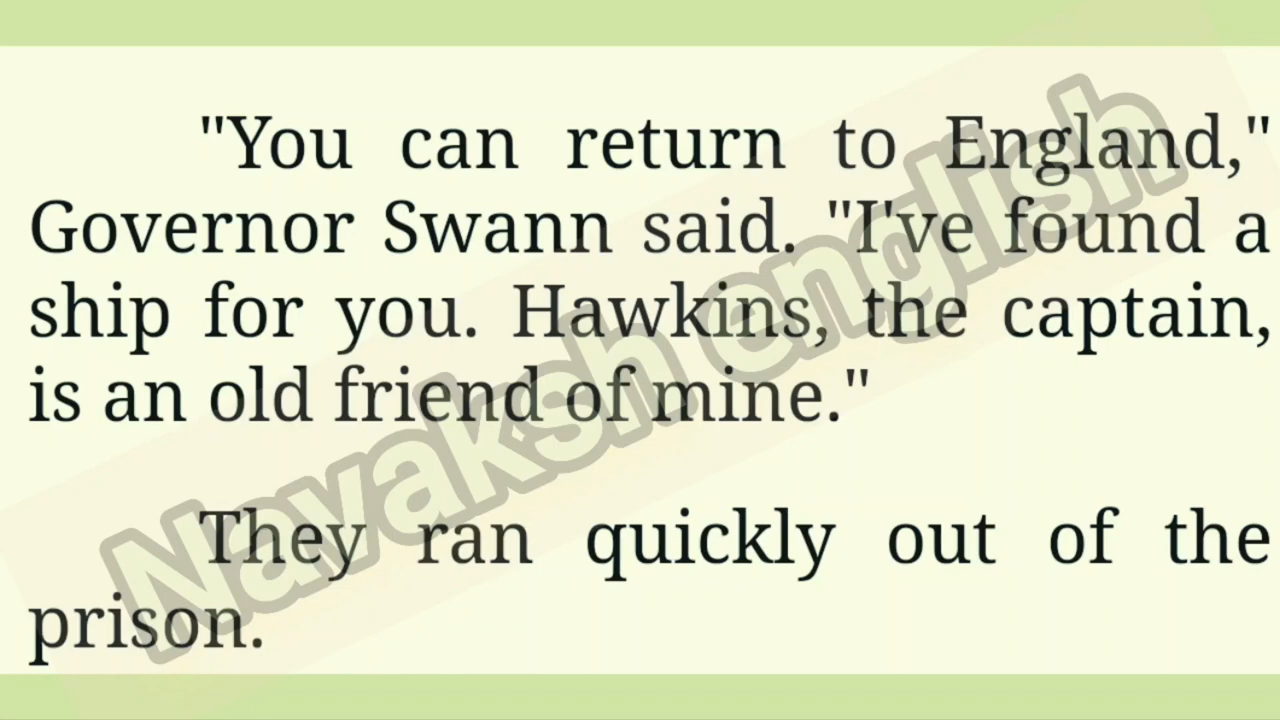 "You can return to England,"
Governor Swann said. "I've found a
ship for you. Hawkins, the captain,
is an old friend of mine."
They ran quickly out of the
prison.
Nayaksh english